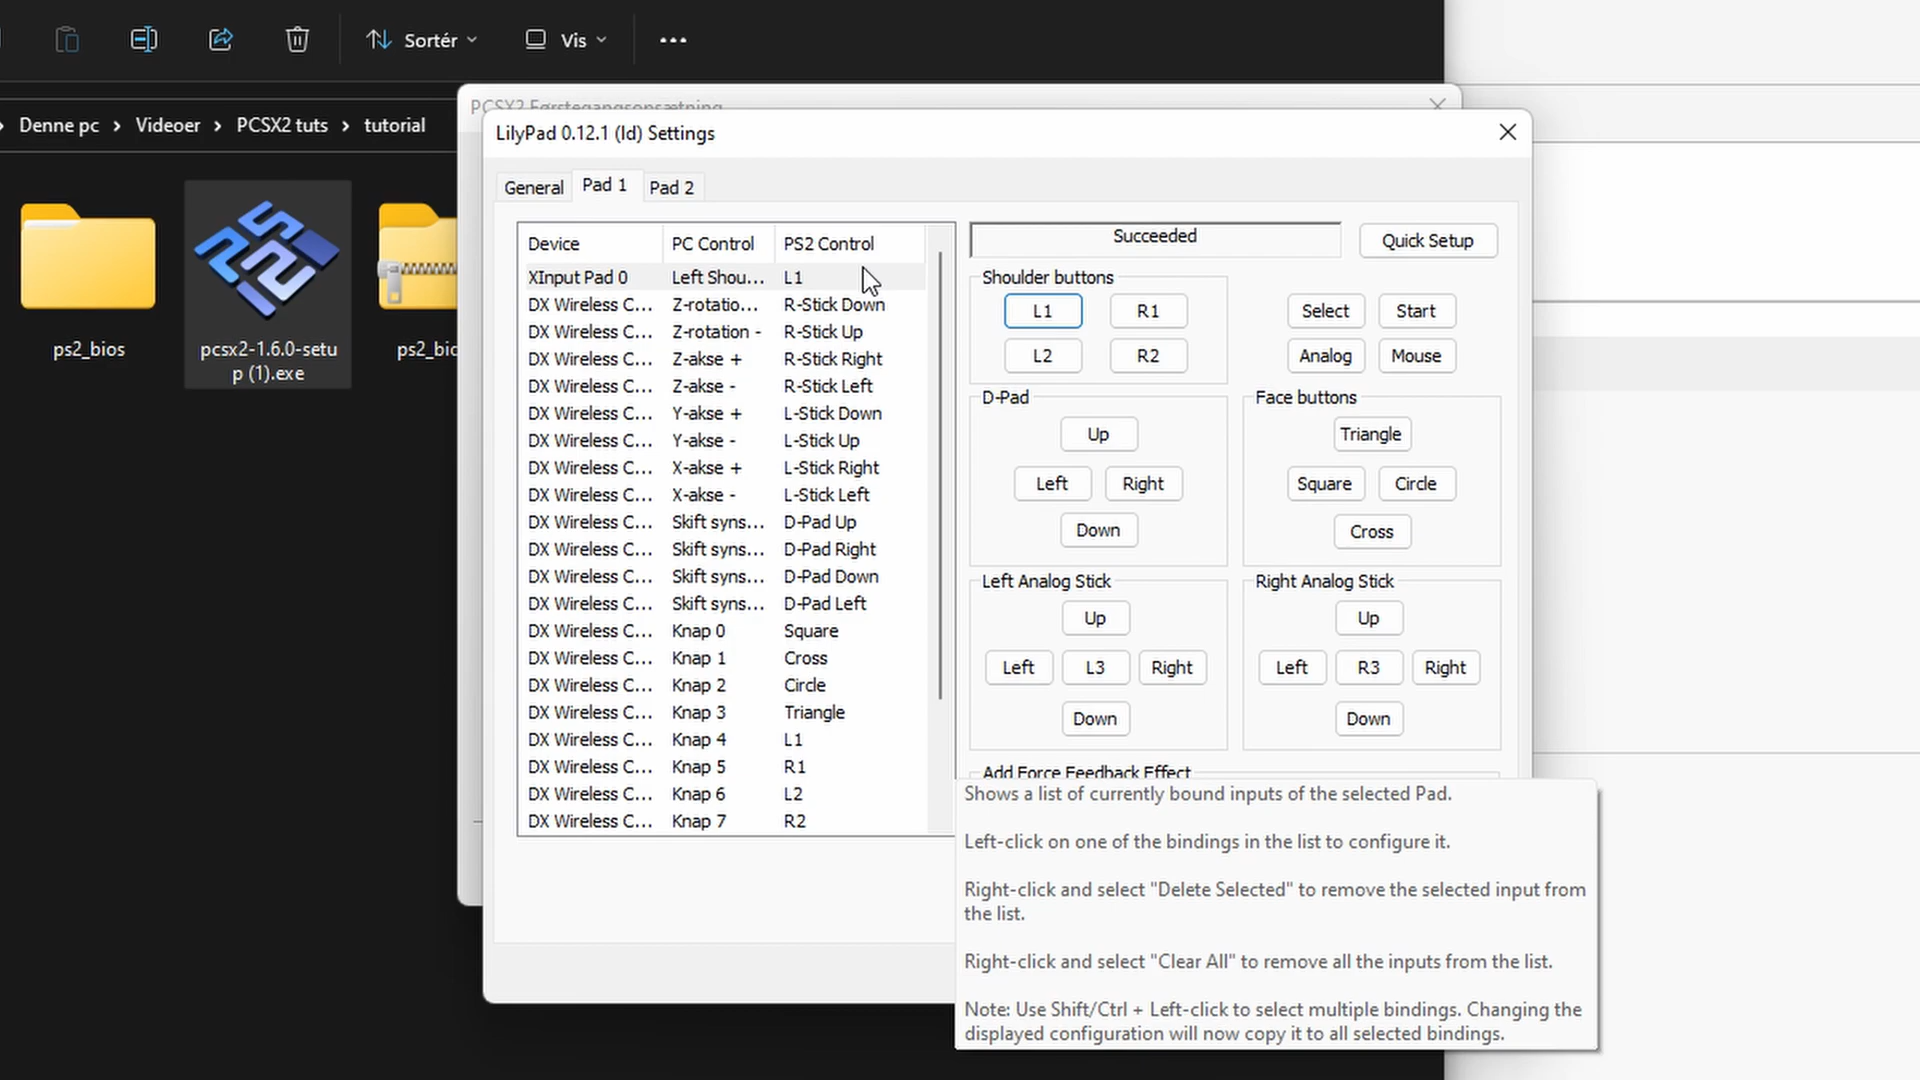 Sortér
Vis
Denne pc > Videoer > PCSX2 tuts > tutorial
ps2_bios
pcsx2-1.6.0-setu
p (1).exe
ps2_bic
PCSX2 Førstegangsopsætning
LilyPad 0.12.1 (ld) Settings
General
Pad 1
Pad 2
Device PC Control PS2 Control
XInput Pad 0 Left Shou... L1
DX Wireless C... Z-rotatio... R-Stick Down
DX Wireless C... Z-rotation - R-Stick Up
DX Wireless C... Z-akse + R-Stick Right
DX Wireless C... Z-akse - R-Stick Left
DX Wireless C... Y-akse + L-Stick Down
DX Wireless C... Y-akse - L-Stick Up
DX Wireless C... X-akse + L-Stick Right
DX Wireless C... X-akse - L-Stick Left
DX Wireless C... Skift syns... D-Pad Up
DX Wireless C... Skift syns... D-Pad Right
DX Wireless C... Skift syns... D-Pad Down
DX Wireless C... Skift syns... D-Pad Left
DX Wireless C... Knap 0 Square
DX Wireless C... Knap 1 Cross
DX Wireless C... Knap 2 Circle
DX Wireless C... Knap 3 Triangle
DX Wireless C... Knap 4 L1
DX Wireless C... Knap 5 R1
DX Wireless C... Knap 6 L2
DX Wireless C... Knap 7 R2
Succeeded
Quick Setup
Shoulder buttons
L1 R1
L2 R2
Select Start
Analog Mouse
D-Pad
Up
Left Right
Down
Face buttons
Triangle
Square Circle
Cross
Left Analog Stick
Up
Left L3 Right
Down
Right Analog Stick
Up
Left R3 Right
Down
Add Force Feedback Effect
Shows a list of currently bound inputs of the selected Pad.
Left-click on one of the bindings in the list to configure it.
Right-click and select "Delete Selected" to remove the selected input from
the list.
Right-click and select "Clear All" to remove all the inputs from the list.
Note: Use Shift/Ctrl + Left-click to select multiple bindings. Changing the
displayed configuration will now copy it to all selected bindings.